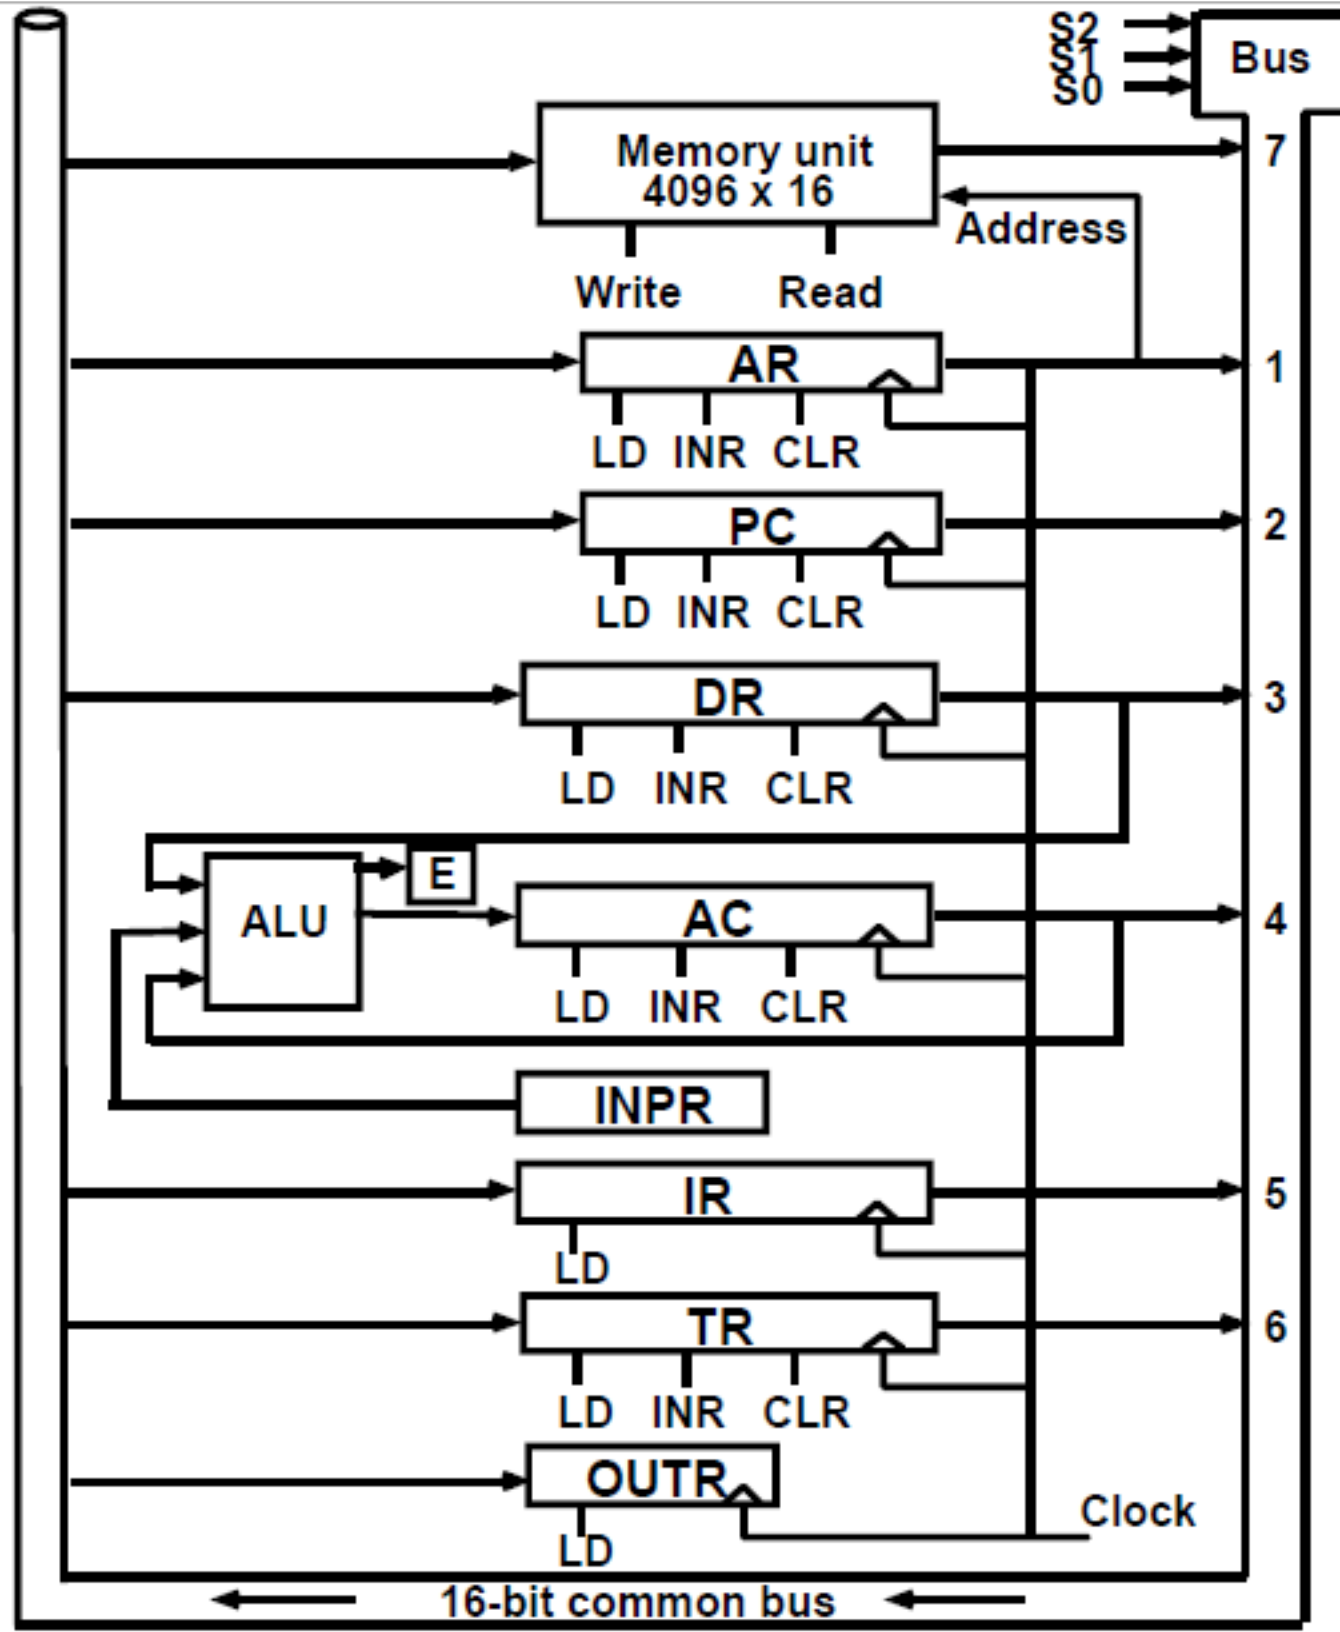 S2
S1
S0
Bus
Memory unit
4096 x 16
7
Address
Write Read
AR
1
LD INR CLR
PC
2
LD INR CLR
DR
3
LD INR CLR
E
ALU
AC
4
LD INR CLR
INPR
IR
5
LD
TR
6
LD INR CLR
OUTR
Clock
LD
16-bit common bus